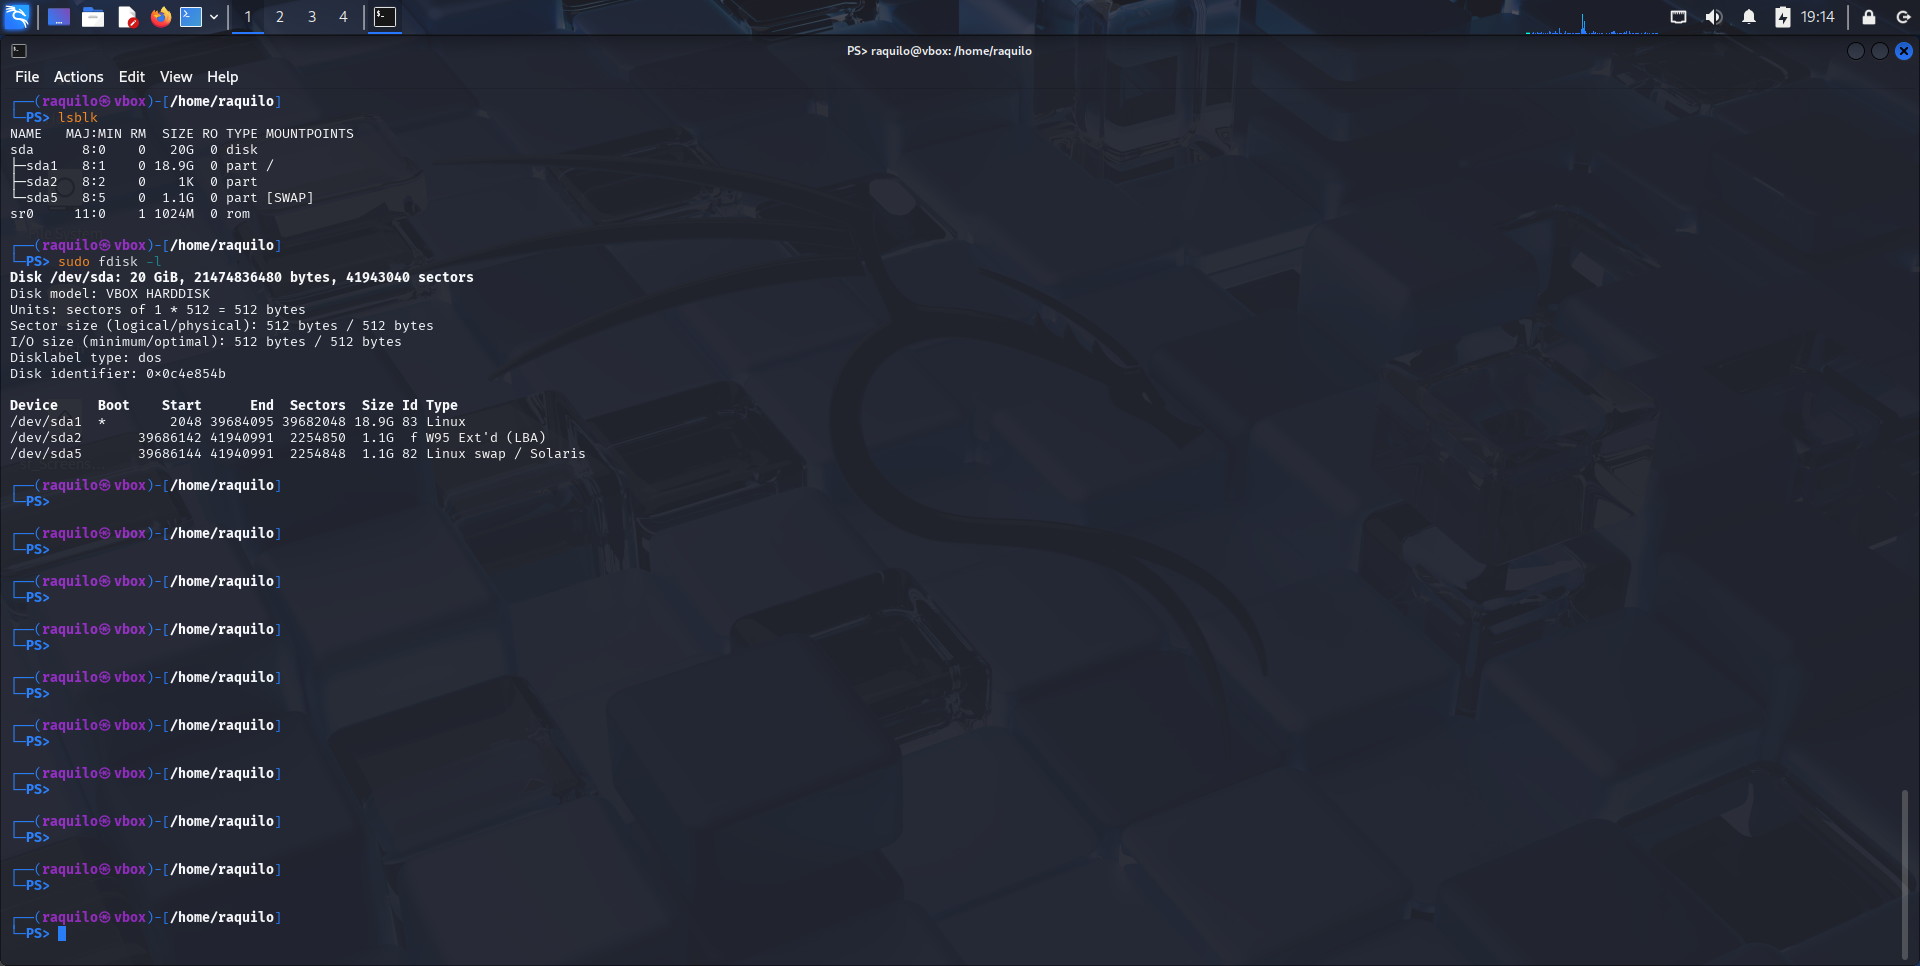 1 2 3 4 19:14
PS> raquilo@vbox: /home/raquilo
File Actions Edit View Help
┌──(raquilo㉿vbox)-[/home/raquilo]
└─PS> lsblk
NAME   MAJ:MIN RM  SIZE RO TYPE MOUNTPOINTS
sda      8:0    0   20G  0 disk
├─sda1   8:1    0 18.9G  0 part /
├─sda2   8:2    0    1K  0 part
└─sda5   8:5    0  1.1G  0 part [SWAP]
sr0     11:0    1 1024M  0 rom
┌──(raquilo㉿vbox)-[/home/raquilo]
└─PS> sudo fdisk -l
Disk /dev/sda: 20 GiB, 21474836480 bytes, 41943040 sectors
Disk model: VBOX HARDDISK
Units: sectors of 1 * 512 = 512 bytes
Sector size (logical/physical): 512 bytes / 512 bytes
I/O size (minimum/optimal): 512 bytes / 512 bytes
Disklabel type: dos
Disk identifier: 0x0c4e854b
Device     Boot    Start      End  Sectors  Size Id Type
/dev/sda1  *        2048 39684095 39682048 18.9G 83 Linux
/dev/sda2       39686142 41940991  2254850  1.1G  f W95 Ext'd (LBA)
/dev/sda5       39686144 41940991  2254848  1.1G 82 Linux swap / Solaris
┌──(raquilo㉿vbox)-[/home/raquilo]
└─PS>
┌──(raquilo㉿vbox)-[/home/raquilo]
└─PS>
┌──(raquilo㉿vbox)-[/home/raquilo]
└─PS>
┌──(raquilo㉿vbox)-[/home/raquilo]
└─PS>
┌──(raquilo㉿vbox)-[/home/raquilo]
└─PS>
┌──(raquilo㉿vbox)-[/home/raquilo]
└─PS>
┌──(raquilo㉿vbox)-[/home/raquilo]
└─PS>
┌──(raquilo㉿vbox)-[/home/raquilo]
└─PS>
┌──(raquilo㉿vbox)-[/home/raquilo]
└─PS>
┌──(raquilo㉿vbox)-[/home/raquilo]
└─PS>